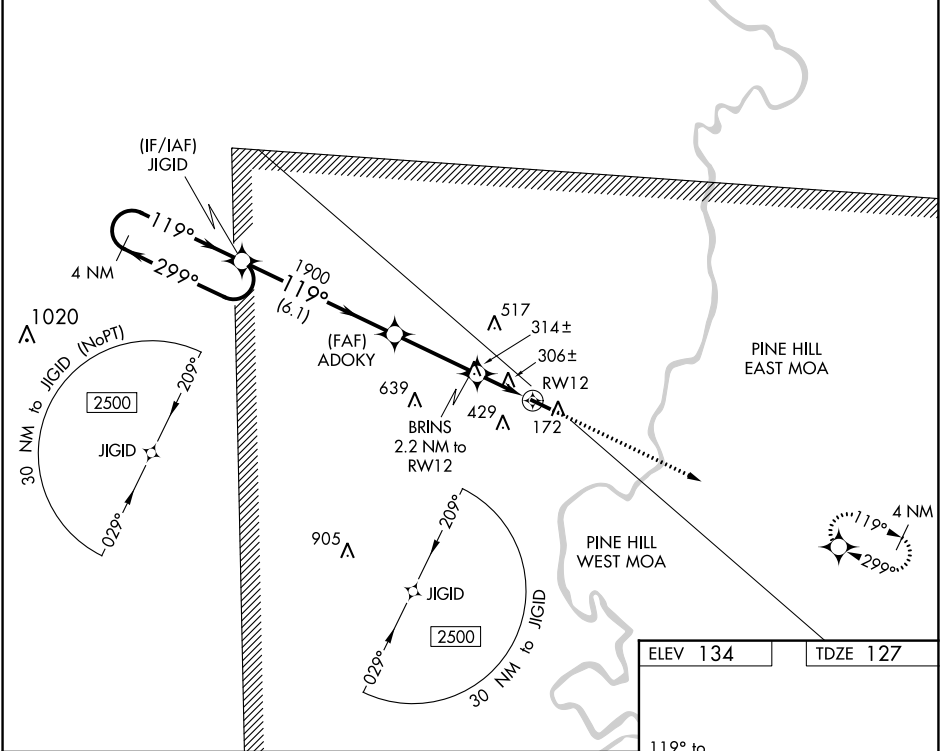 (IF/IAF)
JIGID
119°
4 NM
299°
1900
119°
(6.1)
1020
(FAF)
ADOKY
517
314±
306±
RW12
639
429
172
BRINS
2.2 NM to
RW12
PINE HILL
EAST MOA
30 NM to JIGID (NoPT)
209°
2500
JIGID
029°
905
209°
JIGID
2500
029°
30 NM to JIGID
PINE HILL
WEST MOA
4 NM
119°
299°
ELEV 134
TDZE 127
119° to